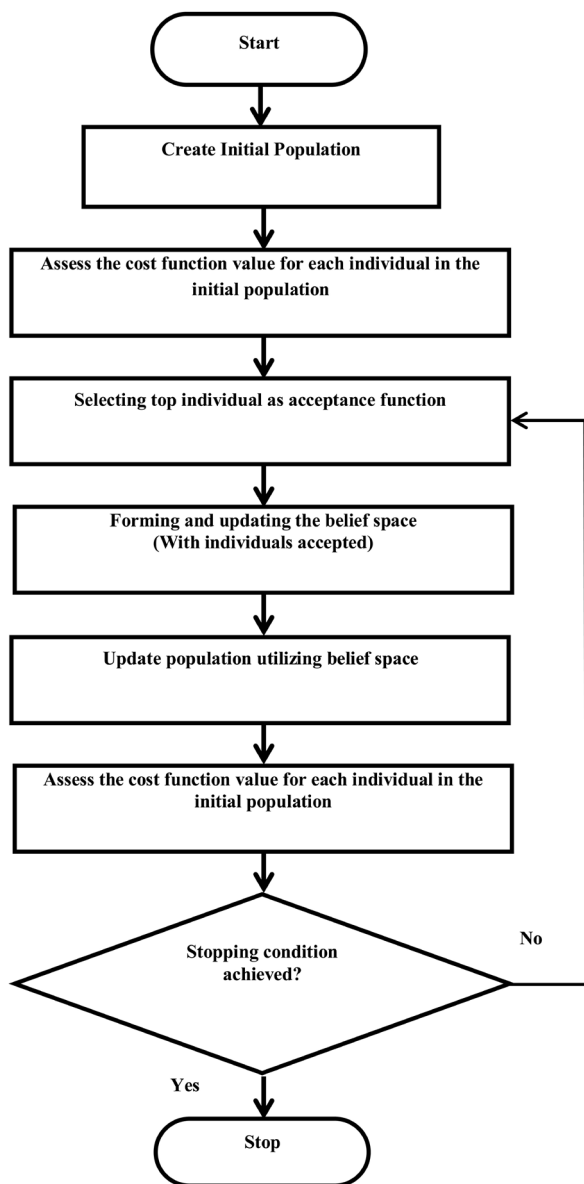 Start
Create Initial Population
Assess the cost function value for each individual in the
initial population
Selecting top individual as acceptance function
Forming and updating the belief space
(With individuals accepted)
Update population utilizing belief space
Assess the cost function value for each individual in the
initial population
Stopping condition
achieved?
No
Yes
Stop